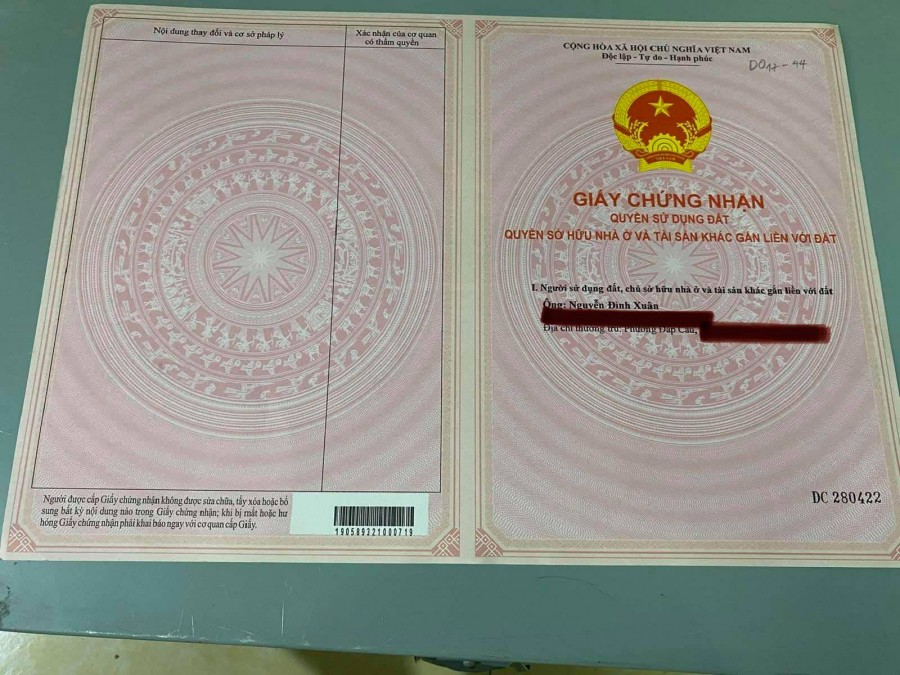 Nội dung thay đổi và cơ sở pháp lý
Xác nhận của cơ quan
có thẩm quyền
Người được cấp Giấy chứng nhận không được sửa chữa, tẩy xóa hoặc bổ
sung bất kỳ nội dung nào trong Giấy chứng nhận; khi bị mất hoặc hư
hỏng Giấy chứng nhận phải khai báo ngay với cơ quan cấp Giấy.
190589321000719
CỘNG HÒA XÃ HỘI CHỦ NGHĨA VIỆT NAM
Độc lập - Tự do - Hạnh phúc
GIẤY CHỨNG NHẬN
QUYỀN SỬ DỤNG ĐẤT
QUYỀN SỞ HỮU NHÀ Ở VÀ TÀI SẢN KHÁC GẮN LIỀN VỚI ĐẤT
I. Người sử dụng đất, chủ sở hữu nhà ở và tài sản khác gắn liền với đất
Ông: Nguyễn Đình Xuân
Địa chỉ thường trú: Phường Đáp Cầu,
DC 280422